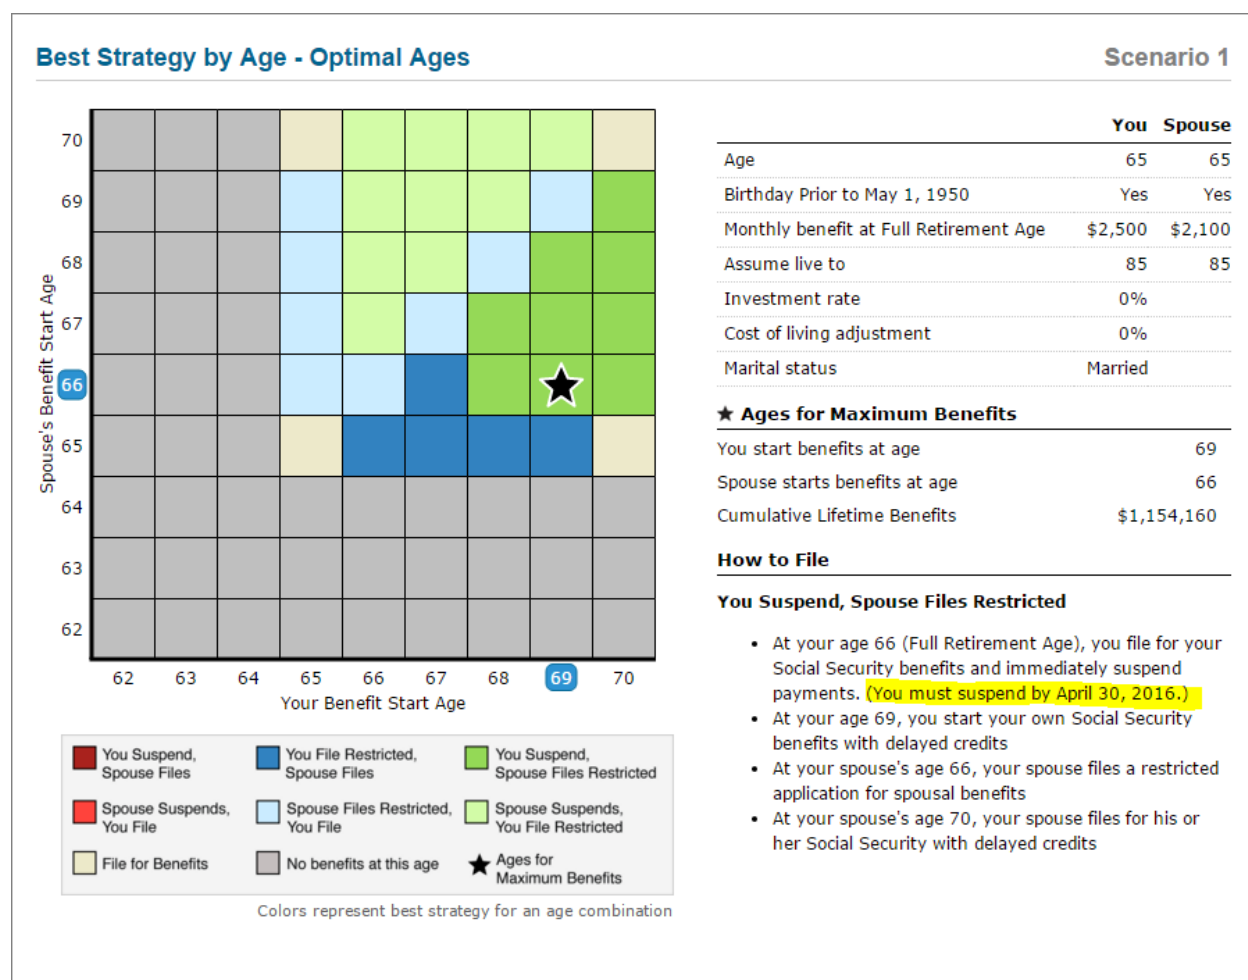 Best Strategy by Age - Optimal Ages
Scenario 1
70
69
68
67
66
65
64
63
62
Spouse's Benefit Start Age
62 63 64 65 66 67 68 69 70
Your Benefit Start Age
You Suspend,
Spouse Files
You File Restricted,
Spouse Files
You Suspend,
Spouse Files Restricted
Spouse Suspends,
You File
Spouse Files Restricted,
You File
Spouse Suspends,
You File Restricted
File for Benefits
No benefits at this age
Ages for
Maximum Benefits
Colors represent best strategy for an age combination
You Spouse
Age 65 65
Birthday Prior to May 1, 1950 Yes Yes
Monthly benefit at Full Retirement Age $2,500 $2,100
Assume live to 85 85
Investment rate 0%
Cost of living adjustment 0%
Marital status Married
★ Ages for Maximum Benefits
You start benefits at age 69
Spouse starts benefits at age 66
Cumulative Lifetime Benefits $1,154,160
How to File
You Suspend, Spouse Files Restricted
• At your age 66 (Full Retirement Age), you file for your
Social Security benefits and immediately suspend
payments. (You must suspend by April 30, 2016.)
• At your age 69, you start your own Social Security
benefits with delayed credits
• At your spouse's age 66, your spouse files a restricted
application for spousal benefits
• At your spouse's age 70, your spouse files for his or
her Social Security with delayed credits